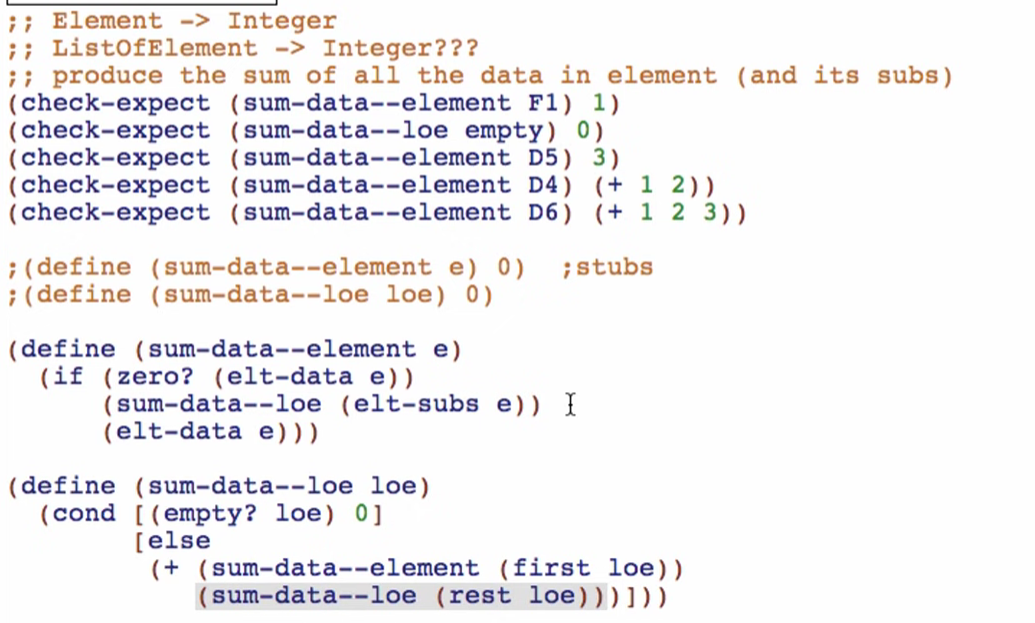 ;; Element -> Integer
;; ListOfElement -> Integer???
;; produce the sum of all the data in element (and its subs)
(check-expect (sum-data--element F1) 1)
(check-expect (sum-data--loe empty) 0)
(check-expect (sum-data--element D5) 3)
(check-expect (sum-data--element D4) (+ 1 2))
(check-expect (sum-data--element D6) (+ 1 2 3))

;(define (sum-data--element e) 0)  ;stubs
;(define (sum-data--loe loe) 0)

(define (sum-data--element e)
  (if (zero? (elt-data e))
      (sum-data--loe (elt-subs e))
      (elt-data e)))

(define (sum-data--loe loe)
  (cond [(empty? loe) 0]
        [else
         (+ (sum-data--element (first loe))
            (sum-data--loe (rest loe)))]))